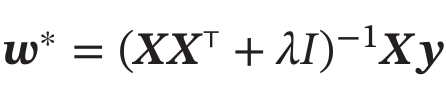 w* = (XX⊤ + λI)⁻¹Xy